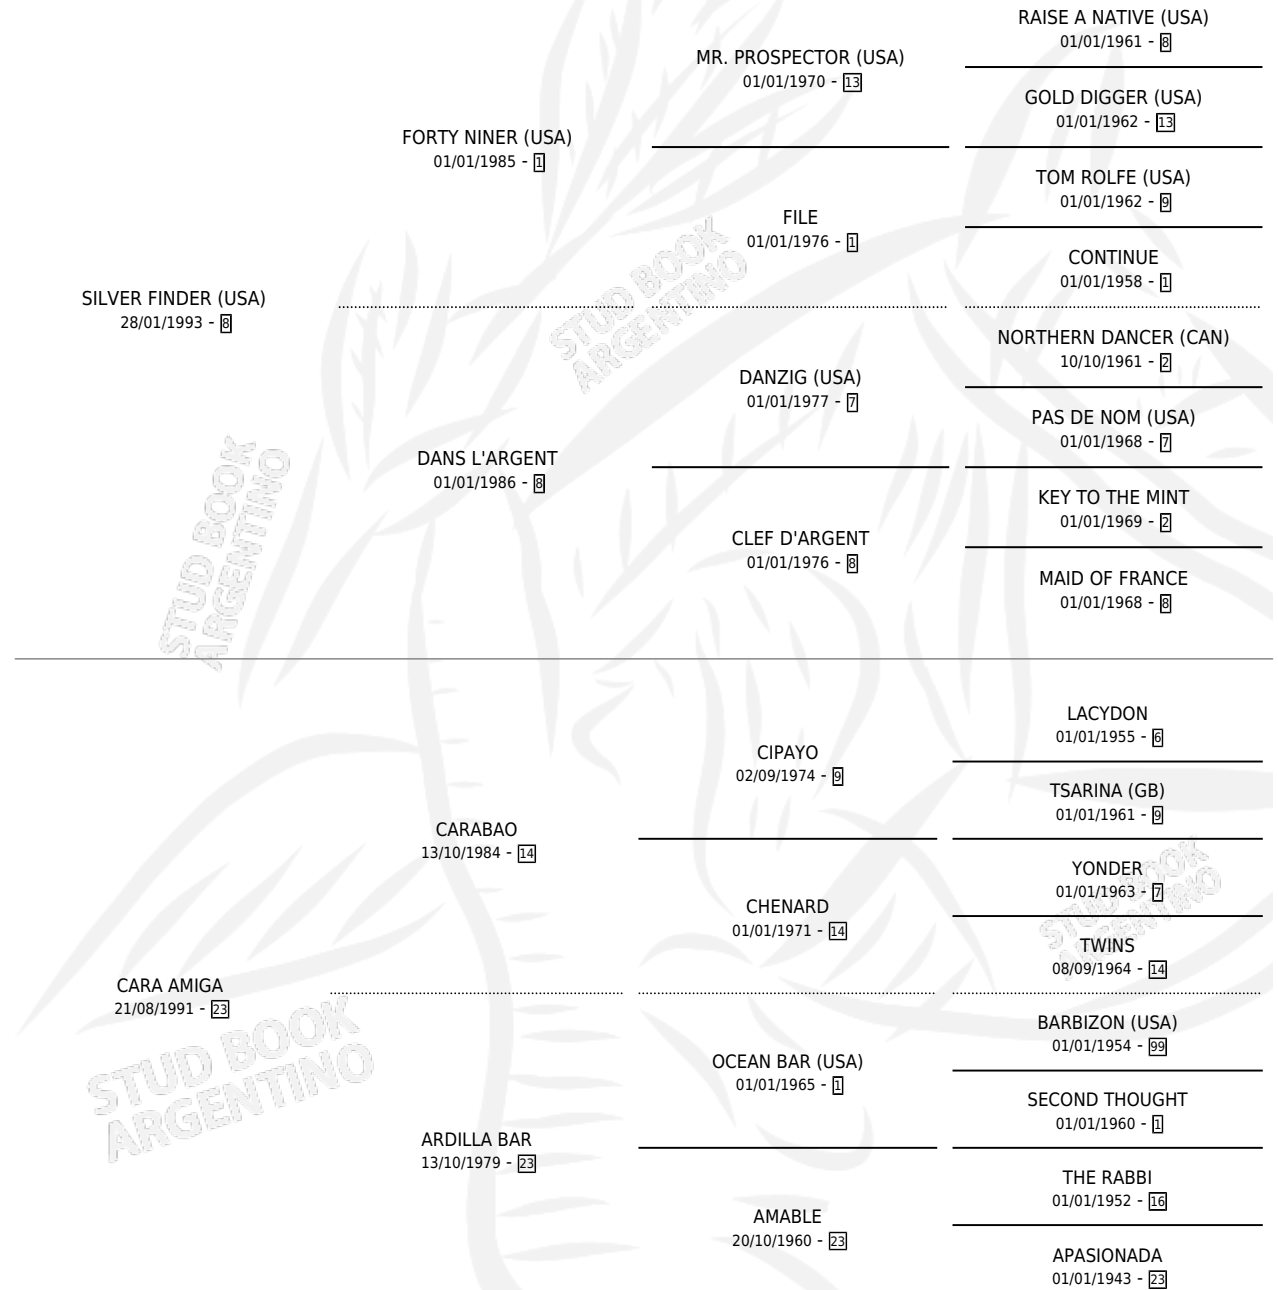 RAISE A NATIVE (USA)
01/01/1961 - 8
MR. PROSPECTOR (USA)
01/01/1970 - 13
GOLD DIGGER (USA)
01/01/1962 - 13
FORTY NINER (USA)
01/01/1985 - 1
TOM ROLFE (USA)
01/01/1962 - 9
FILE
01/01/1976 - 1
CONTINUE
01/01/1958 - 1
SILVER FINDER (USA)
28/01/1993 - 8
STUD BOOK
ARGENTINO
NORTHERN DANCER (CAN)
10/10/1961 - 2
DANZIG (USA)
01/01/1977 - 7
PAS DE NOM (USA)
01/01/1968 - 7
DANS L'ARGENT
01/01/1986 - 8
KEY TO THE MINT
01/01/1969 - 2
CLEF D'ARGENT
01/01/1976 - 8
MAID OF FRANCE
01/01/1968 - 8
STUD BOOK
ARGENTINO
LACYDON
01/01/1955 - 6
CIPAYO
02/09/1974 - 9
TSARINA (GB)
01/01/1961 - 9
CARABAO
13/10/1984 - 14
YONDER
01/01/1963 - 7
CHENARD
01/01/1971 - 14
STUD BOOK
ARGENTINO
TWINS
08/09/1964 - 14
CARA AMIGA
21/08/1991 - 23
BARBIZON (USA)
01/01/1954 - 99
OCEAN BAR (USA)
01/01/1965 - 1
STUD BOOK
ARGENTINO
SECOND THOUGHT
01/01/1960 - 1
ARDILLA BAR
13/10/1979 - 23
THE RABBI
01/01/1952 - 16
AMABLE
20/10/1960 - 23
APASIONADA
01/01/1943 - 23